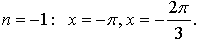 n = −1: x = −π, x = −2π/3.